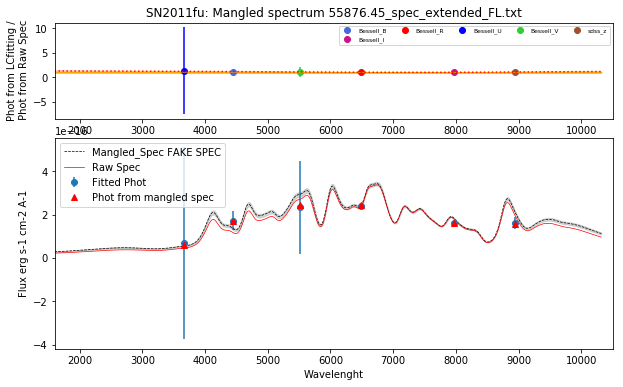 SN2011fu: Mangled spectrum 55876.45_spec_extended_FL.txt
Phot from LCfitting /
Phot from Raw Spec
10
5
0
−5
Bessell_B
Bessell_I
Bessell_R
Bessell_U
Bessell_V
sdss_z
2000 3000 4000 5000 6000 7000 8000 9000 10000
1e−16
Flux erg s-1 cm-2 A-1
4
2
0
−2
−4
Mangled_Spec FAKE SPEC
Raw Spec
Fitted Phot
Phot from mangled spec
2000 3000 4000 5000 6000 7000 8000 9000 10000
Wavelenght